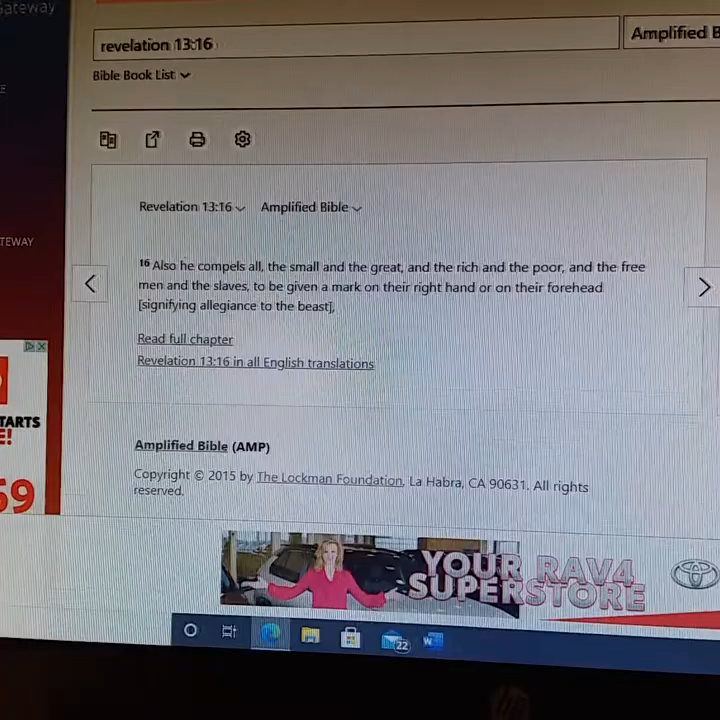 Gateway
revelation 13:16
Amplified B
Bible Book List
E
Revelation 13:16 Amplified Bible
TEWAY
16 Also he compels all, the small and the great, and the rich and the poor, and the free
men and the slaves, to be given a mark on their right hand or on their forehead
[signifying allegiance to the beast],
Read full chapter
Revelation 13:16 in all English translations
TARTS
E!
69
Amplified Bible (AMP)
Copyright © 2015 by The Lockman Foundation, La Habra, CA 90631. All rights
reserved.
YOUR RAV4
SUPERSTORE
22
W